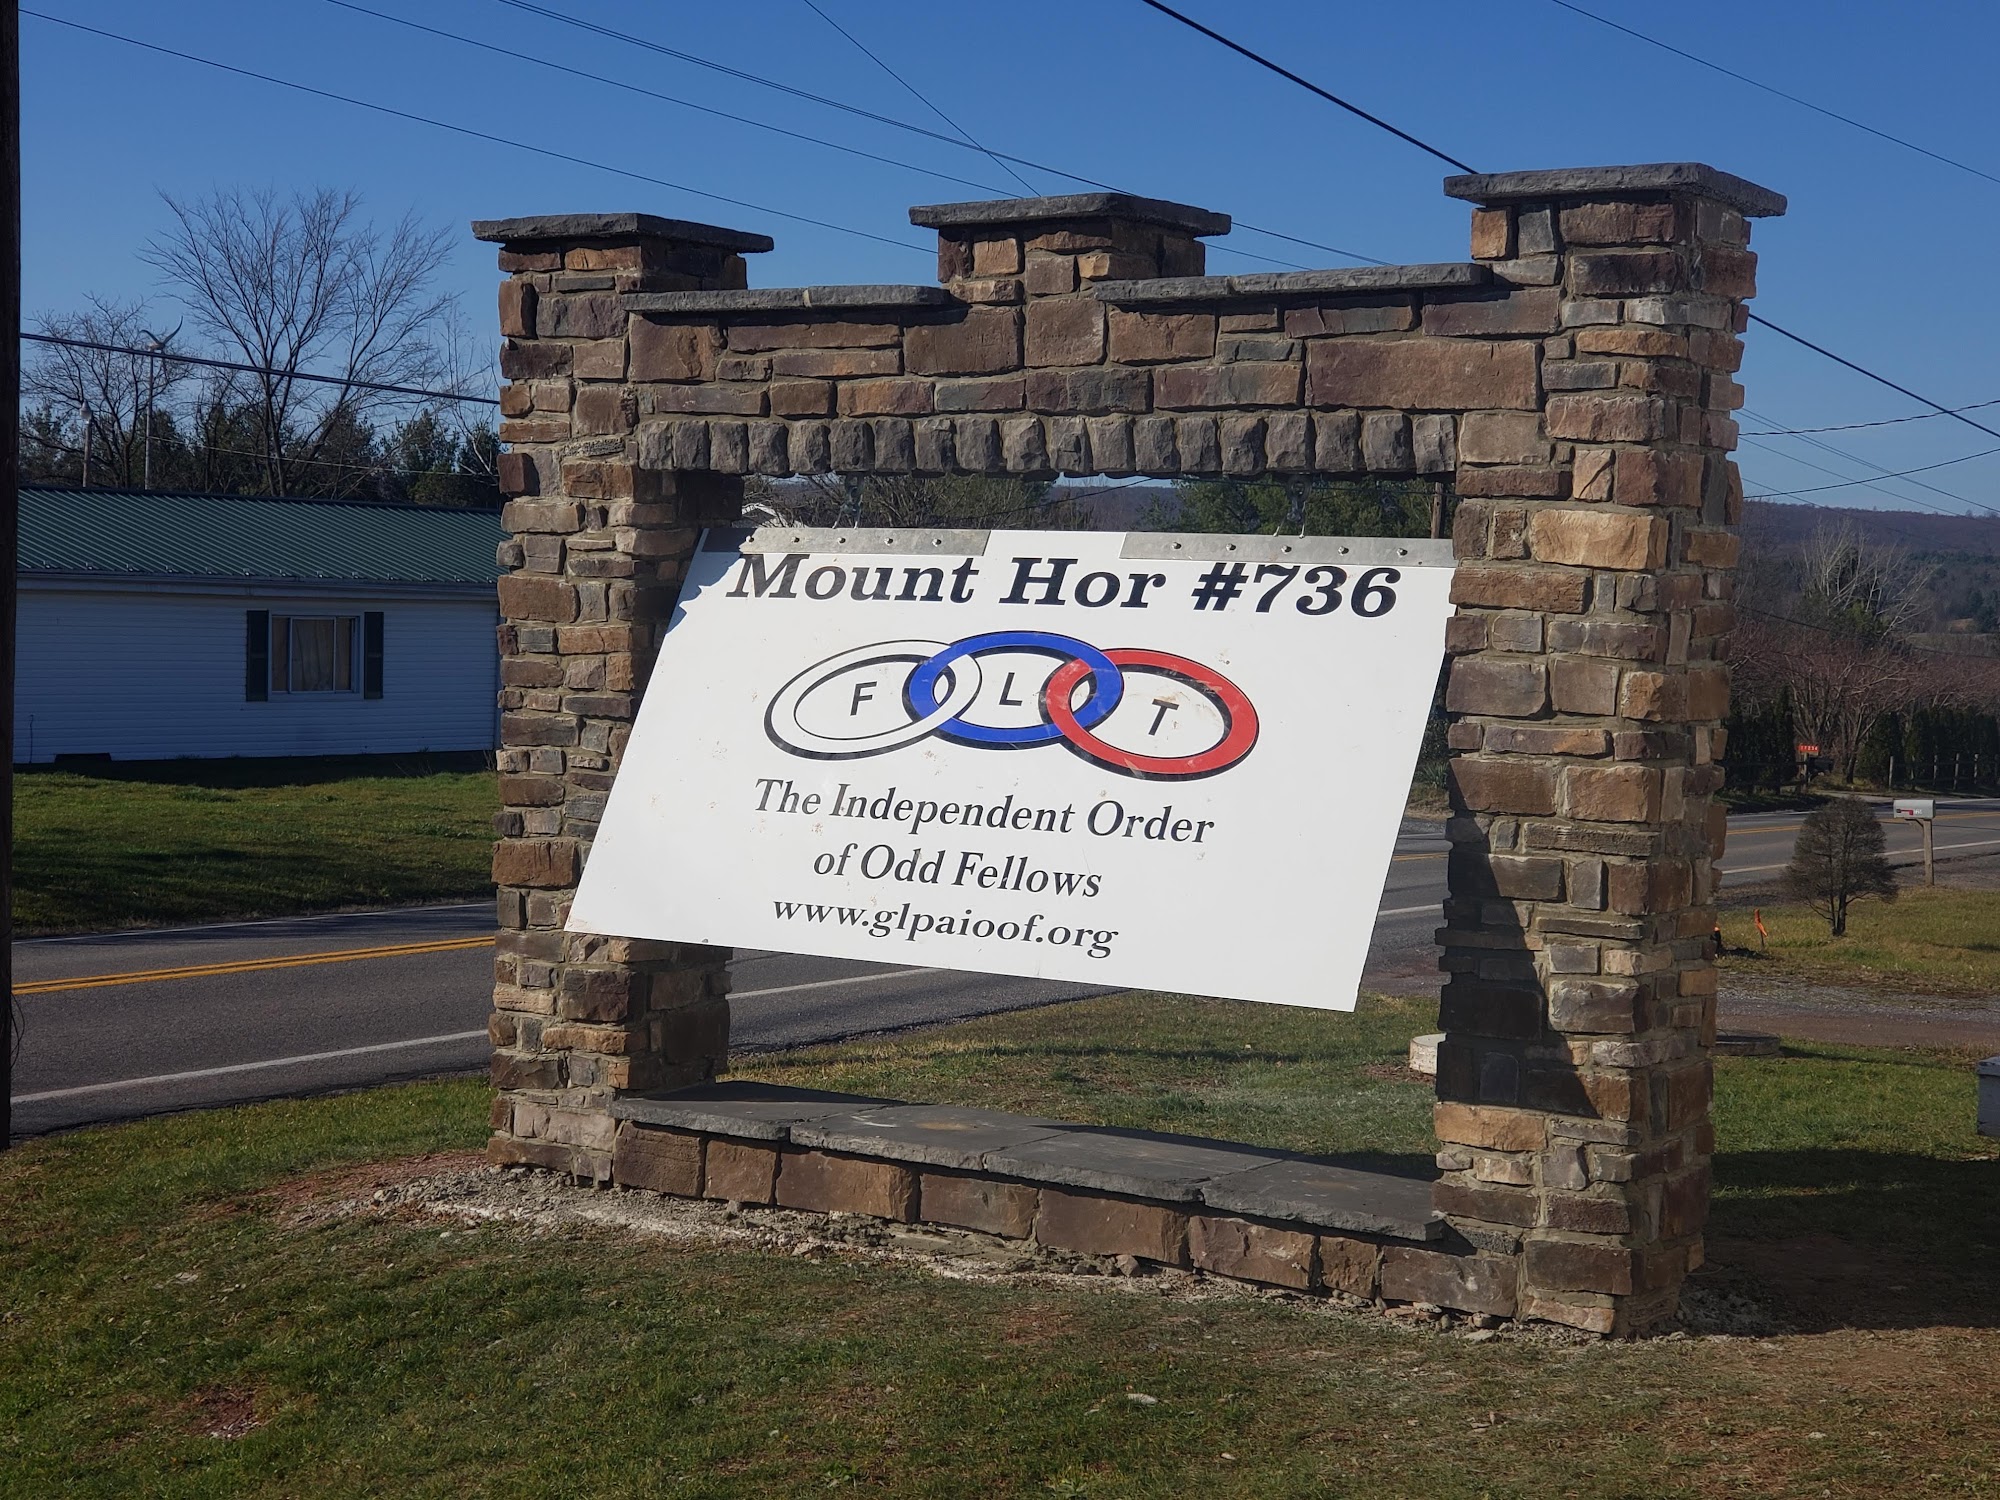 Mount Hor #736
F L T
The Independent Order
of Odd Fellows
www.glpaioof.org